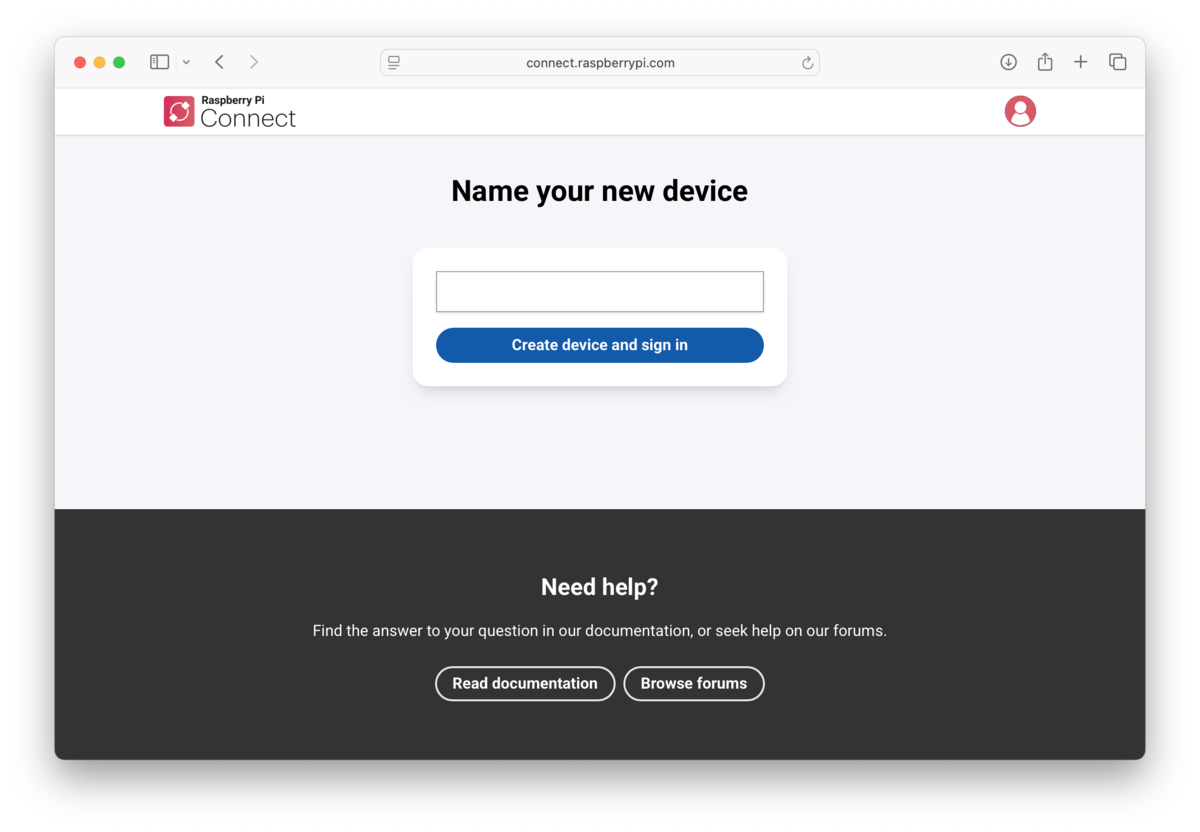 connect.raspberrypi.com
Raspberry Pi
Connect
Name your new device
Create device and sign in
Need help?
Find the answer to your question in our documentation, or seek help on our forums.
Read documentation
Browse forums